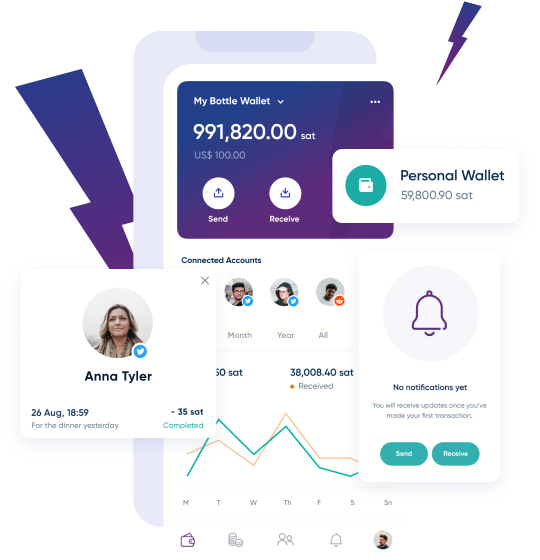 My Bottle Wallet
991,820.00 sat
US$ 100.00
Send
Receive
Personal Wallet
59,800.90 sat
Connected Accounts
Month
Year
All
Anna Tyler
26 Aug, 18:59
- 35 sat
For the dinner yesterday
Completed
50 sat
38,008.40 sat
Received
No notifications yet
You will receive updates once you've
made your first transaction.
Send
Receive
M
T
W
Th
F
S
Sn